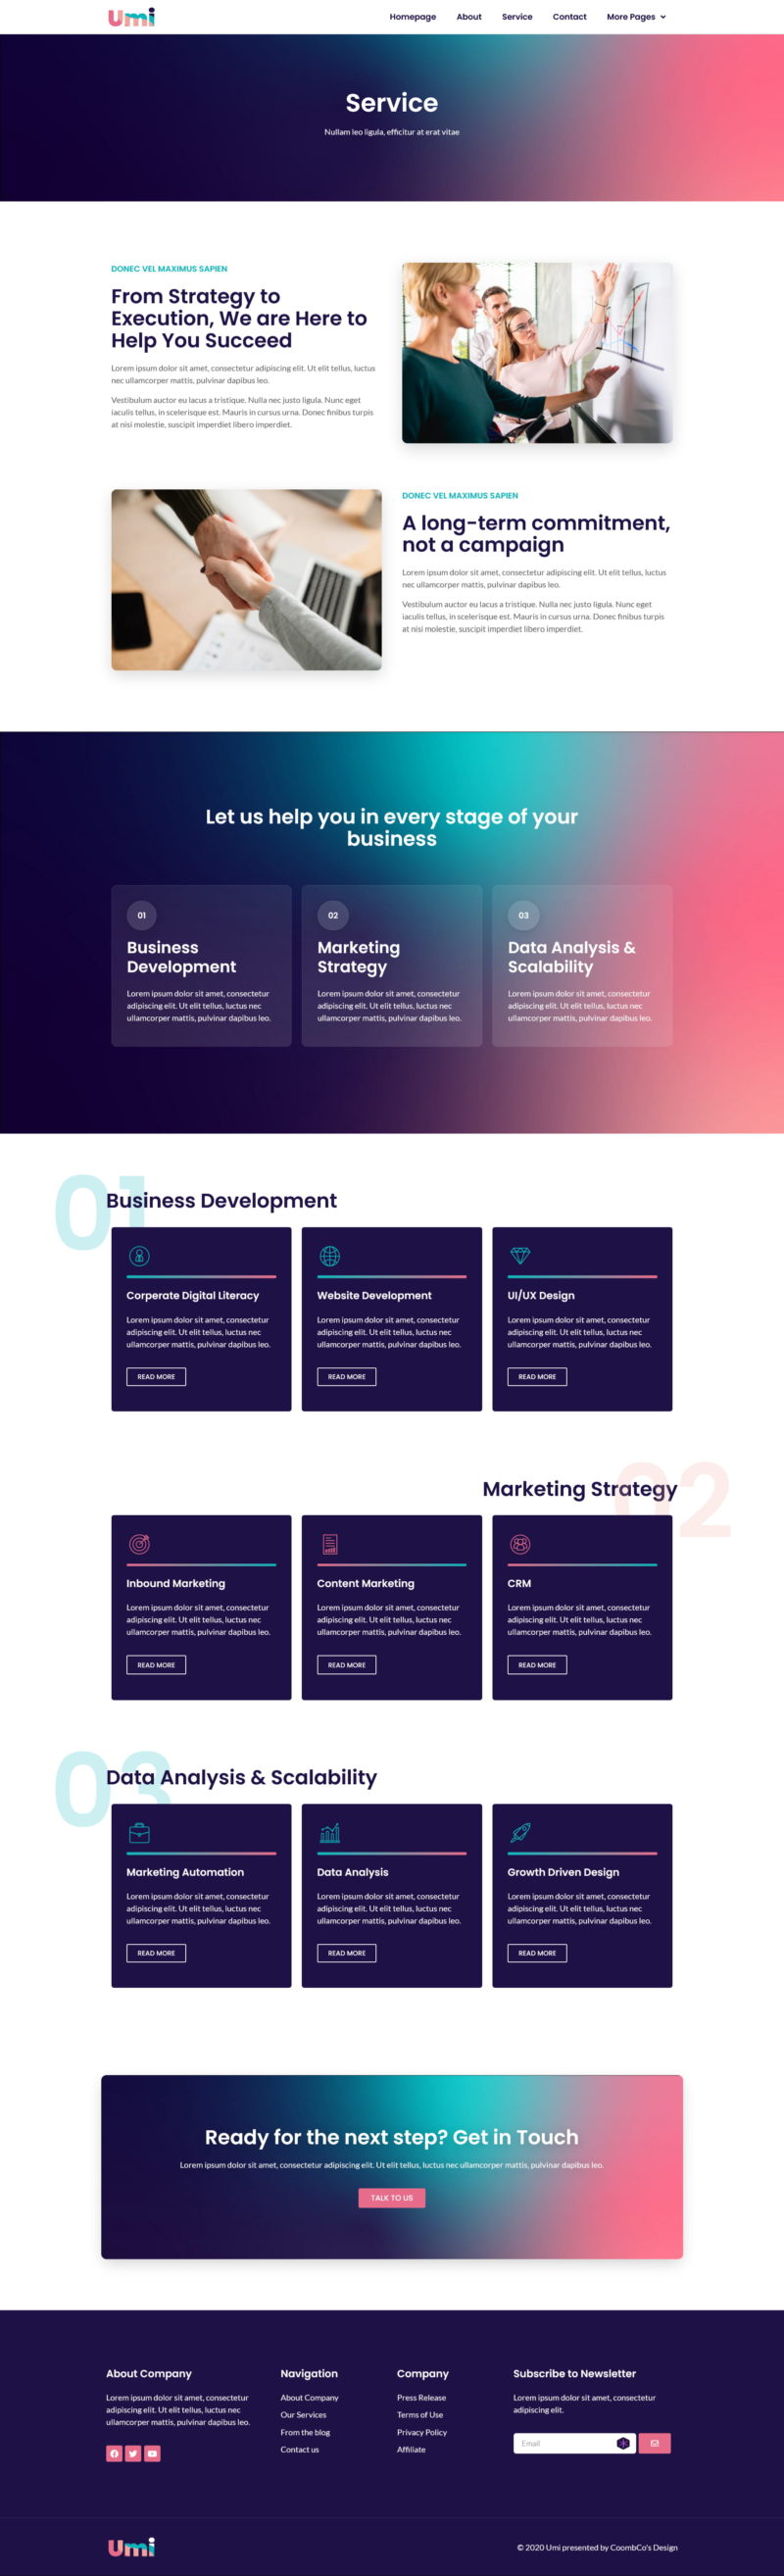 Umi
Homepage
About
Service
Contact
More Pages
Service
Nullam leo ligula, efficitur at erat vitae
DONEC VEL MAXIMUS SAPIEN
From Strategy to
Execution, We are Here to
Help You Succeed
Lorem ipsum dolor sit amet, consectetur adipiscing elit. Ut elit tellus, luctus
nec ullamcorper mattis, pulvinar dapibus leo.
Vestibulum auctor eu lacus a tristique. Nulla nec justo ligula. Nunc eget
iaculis tellus, in scelerisque est. Mauris in cursus urna. Donec finibus turpis
at nisi molestie, suscipit imperdiet libero imperdiet.
DONEC VEL MAXIMUS SAPIEN
A long-term commitment,
not a campaign
Lorem ipsum dolor sit amet, consectetur adipiscing elit. Ut elit tellus, luctus
nec ullamcorper mattis, pulvinar dapibus leo.
Vestibulum auctor eu lacus a tristique. Nulla nec justo ligula. Nunc eget
iaculis tellus, in scelerisque est. Mauris in cursus urna. Donec finibus turpis
at nisi molestie, suscipit imperdiet libero imperdiet.
Let us help you in every stage of your
business
01
Business
Development
Lorem ipsum dolor sit amet, consectetur
adipiscing elit. Ut elit tellus, luctus nec
ullamcorper mattis, pulvinar dapibus leo.
02
Marketing
Strategy
Lorem ipsum dolor sit amet, consectetur
adipiscing elit. Ut elit tellus, luctus nec
ullamcorper mattis, pulvinar dapibus leo.
03
Data Analysis &
Scalability
Lorem ipsum dolor sit amet, consectetur
adipiscing elit. Ut elit tellus, luctus nec
ullamcorper mattis, pulvinar dapibus leo.
01
Business Development
Corperate Digital Literacy
Lorem ipsum dolor sit amet, consectetur
adipiscing elit. Ut elit tellus, luctus nec
ullamcorper mattis, pulvinar dapibus leo.
READ MORE
Website Development
Lorem ipsum dolor sit amet, consectetur
adipiscing elit. Ut elit tellus, luctus nec
ullamcorper mattis, pulvinar dapibus leo.
READ MORE
UI/UX Design
Lorem ipsum dolor sit amet, consectetur
adipiscing elit. Ut elit tellus, luctus nec
ullamcorper mattis, pulvinar dapibus leo.
READ MORE
02
Marketing Strategy
Inbound Marketing
Lorem ipsum dolor sit amet, consectetur
adipiscing elit. Ut elit tellus, luctus nec
ullamcorper mattis, pulvinar dapibus leo.
READ MORE
Content Marketing
Lorem ipsum dolor sit amet, consectetur
adipiscing elit. Ut elit tellus, luctus nec
ullamcorper mattis, pulvinar dapibus leo.
READ MORE
CRM
Lorem ipsum dolor sit amet, consectetur
adipiscing elit. Ut elit tellus, luctus nec
ullamcorper mattis, pulvinar dapibus leo.
READ MORE
03
Data Analysis & Scalability
Marketing Automation
Lorem ipsum dolor sit amet, consectetur
adipiscing elit. Ut elit tellus, luctus nec
ullamcorper mattis, pulvinar dapibus leo.
READ MORE
Data Analysis
Lorem ipsum dolor sit amet, consectetur
adipiscing elit. Ut elit tellus, luctus nec
ullamcorper mattis, pulvinar dapibus leo.
READ MORE
Growth Driven Design
Lorem ipsum dolor sit amet, consectetur
adipiscing elit. Ut elit tellus, luctus nec
ullamcorper mattis, pulvinar dapibus leo.
READ MORE
Ready for the next step? Get in Touch
Lorem ipsum dolor sit amet, consectetur adipiscing elit. Ut elit tellus, luctus nec ullamcorper mattis, pulvinar dapibus leo.
TALK TO US
About Company
Lorem ipsum dolor sit amet, consectetur
adipiscing elit. Ut elit tellus, luctus nec
ullamcorper mattis, pulvinar dapibus leo.
Navigation
About Company
Our Services
From the blog
Contact us
Company
Press Release
Terms of Use
Privacy Policy
Affiliate
Subscribe to Newsletter
Lorem ipsum dolor sit amet, consectetur
adipiscing elit.
Email
Umi
© 2020 Umi presented by CoombCo's Design